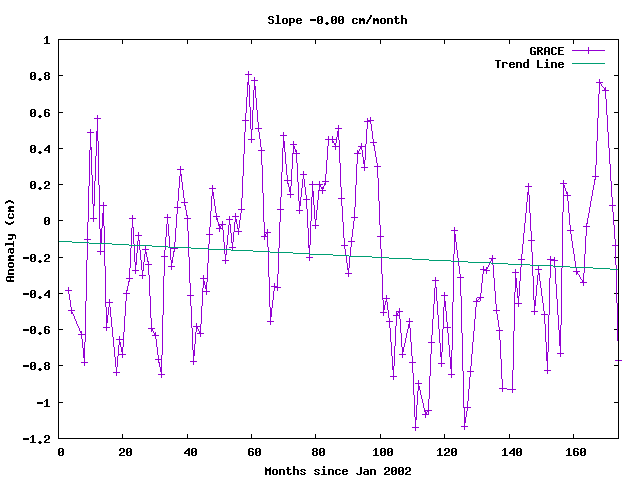 Slope -0.00 cm/month
GRACE
Trend Line
1
0.8
0.6
0.4
0.2
0
-0.2
-0.4
-0.6
-0.8
-1
-1.2
Anomaly (cm)
0 20 40 60 80 100 120 140 160
Months since Jan 2002